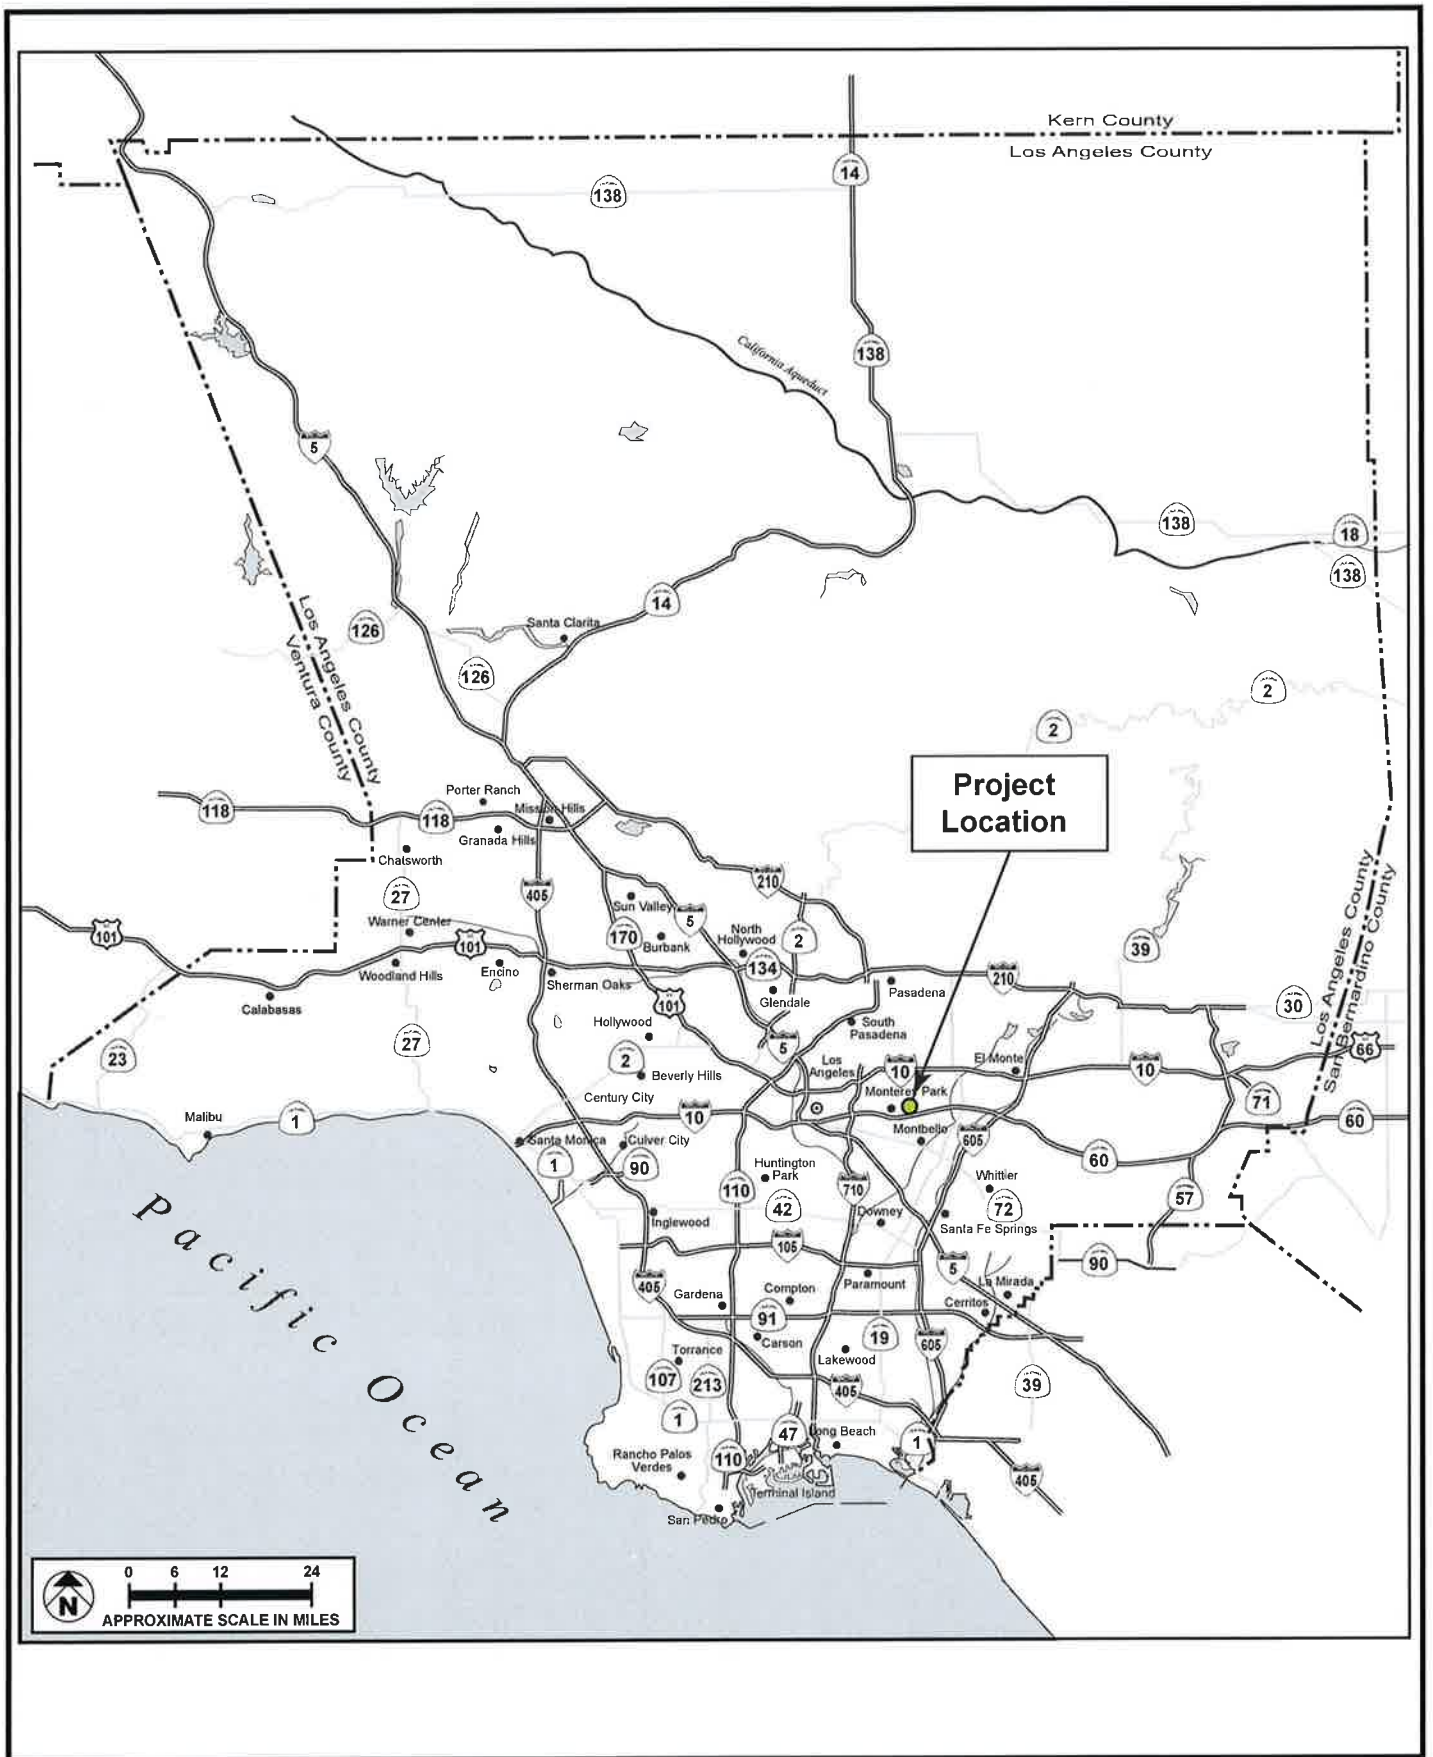 Kern County
Los Angeles County
14
138
138
California Aqueduct
5
138
18
138
14
Santa Clarita
126
126
Los Angeles County
Ventura County
2
2
Project
Location
Porter Ranch
118
118
Mission Hills
Granada Hills
Chatsworth
210
27
405
Sun Valley
5
Warner Center
101
101
170
Burbank
North
Hollywood
2
39
Los Angeles County
San Bernardino County
Woodland Hills
Encino
Sherman Oaks
134
210
Pasadena
Calabasas
101
Glendale
30
Hollywood
South
Pasadena
23
27
5
66
2
Beverly Hills
Los
Angeles
10
El Monte
10
Century City
Monterey Park
71
Malibu
1
10
60
Santa Monica
Culver City
Montbello
605
1
90
Huntington
Park
60
110
710
Whittier
57
42
72
Inglewood
Downey
Santa Fe Springs
105
5
90
405
Gardena
Compton
Paramount
La Mirada
Cerritos
91
19
605
Carson
Torrance
Lakewood
107
213
405
39
1
47
Long Beach
1
Rancho Palos
Verdes
110
405
Terminal Island
San Pedro
Pacific Ocean
0 6 12 24
N
APPROXIMATE SCALE IN MILES